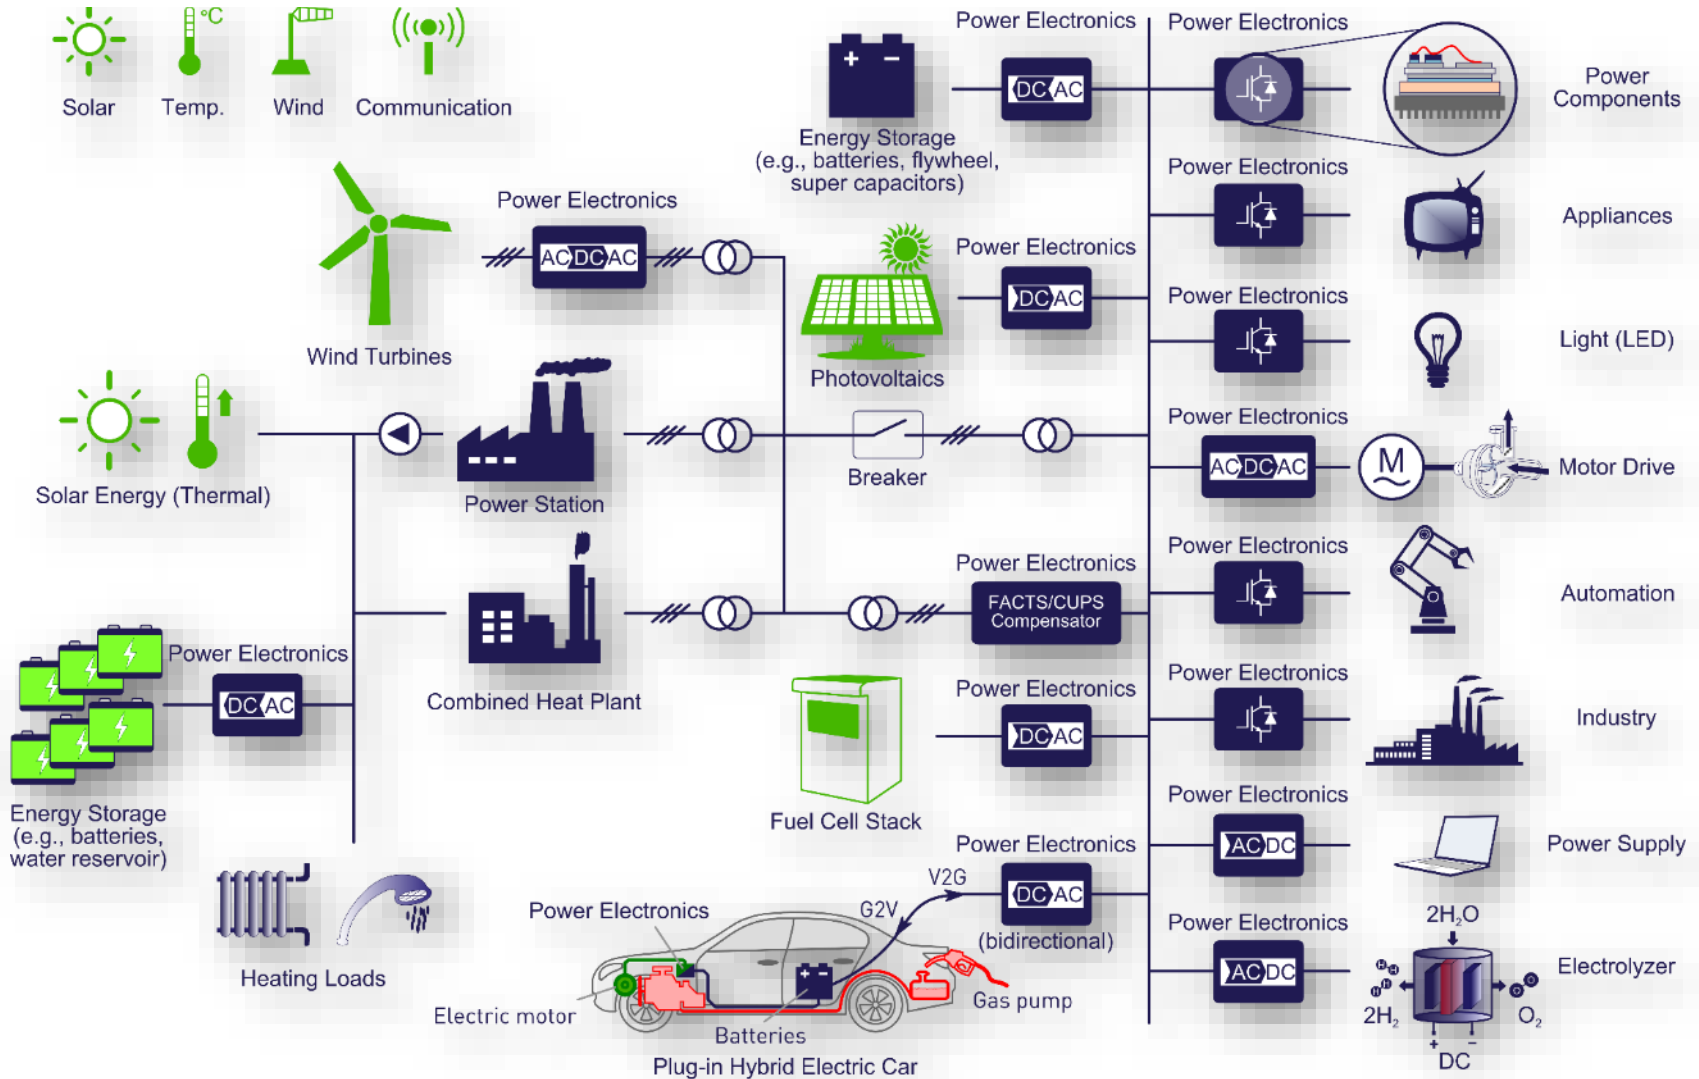 °C
Solar
Temp.
Wind
Communication
Power Electronics
+ −
DC AC
Energy Storage
(e.g., batteries, flywheel,
super capacitors)
Power Electronics
Power
Components
Power Electronics
AC DC AC
Wind Turbines
Power Electronics
DC AC
Photovoltaics
Power Electronics
Appliances
Power Electronics
Light (LED)
Solar Energy (Thermal)
Power Station
Breaker
Power Electronics
AC DC AC
M
Motor Drive
Combined Heat Plant
Power Electronics
FACTS/CUPS
Compensator
Power Electronics
Automation
Power Electronics
DC AC
Energy Storage
(e.g., batteries,
water reservoir)
Heating Loads
Power Electronics
DC AC
Fuel Cell Stack
Power Electronics
Industry
Power Electronics
V2G
G2V
DC AC
(bidirectional)
Power Electronics
+ −
Electric motor
Batteries
Gas pump
Plug-in Hybrid Electric Car
Power Electronics
AC DC
Power Supply
Power Electronics
AC DC
2H₂O
Electrolyzer
H H
H H
2H₂
O O
O₂
+ −
DC